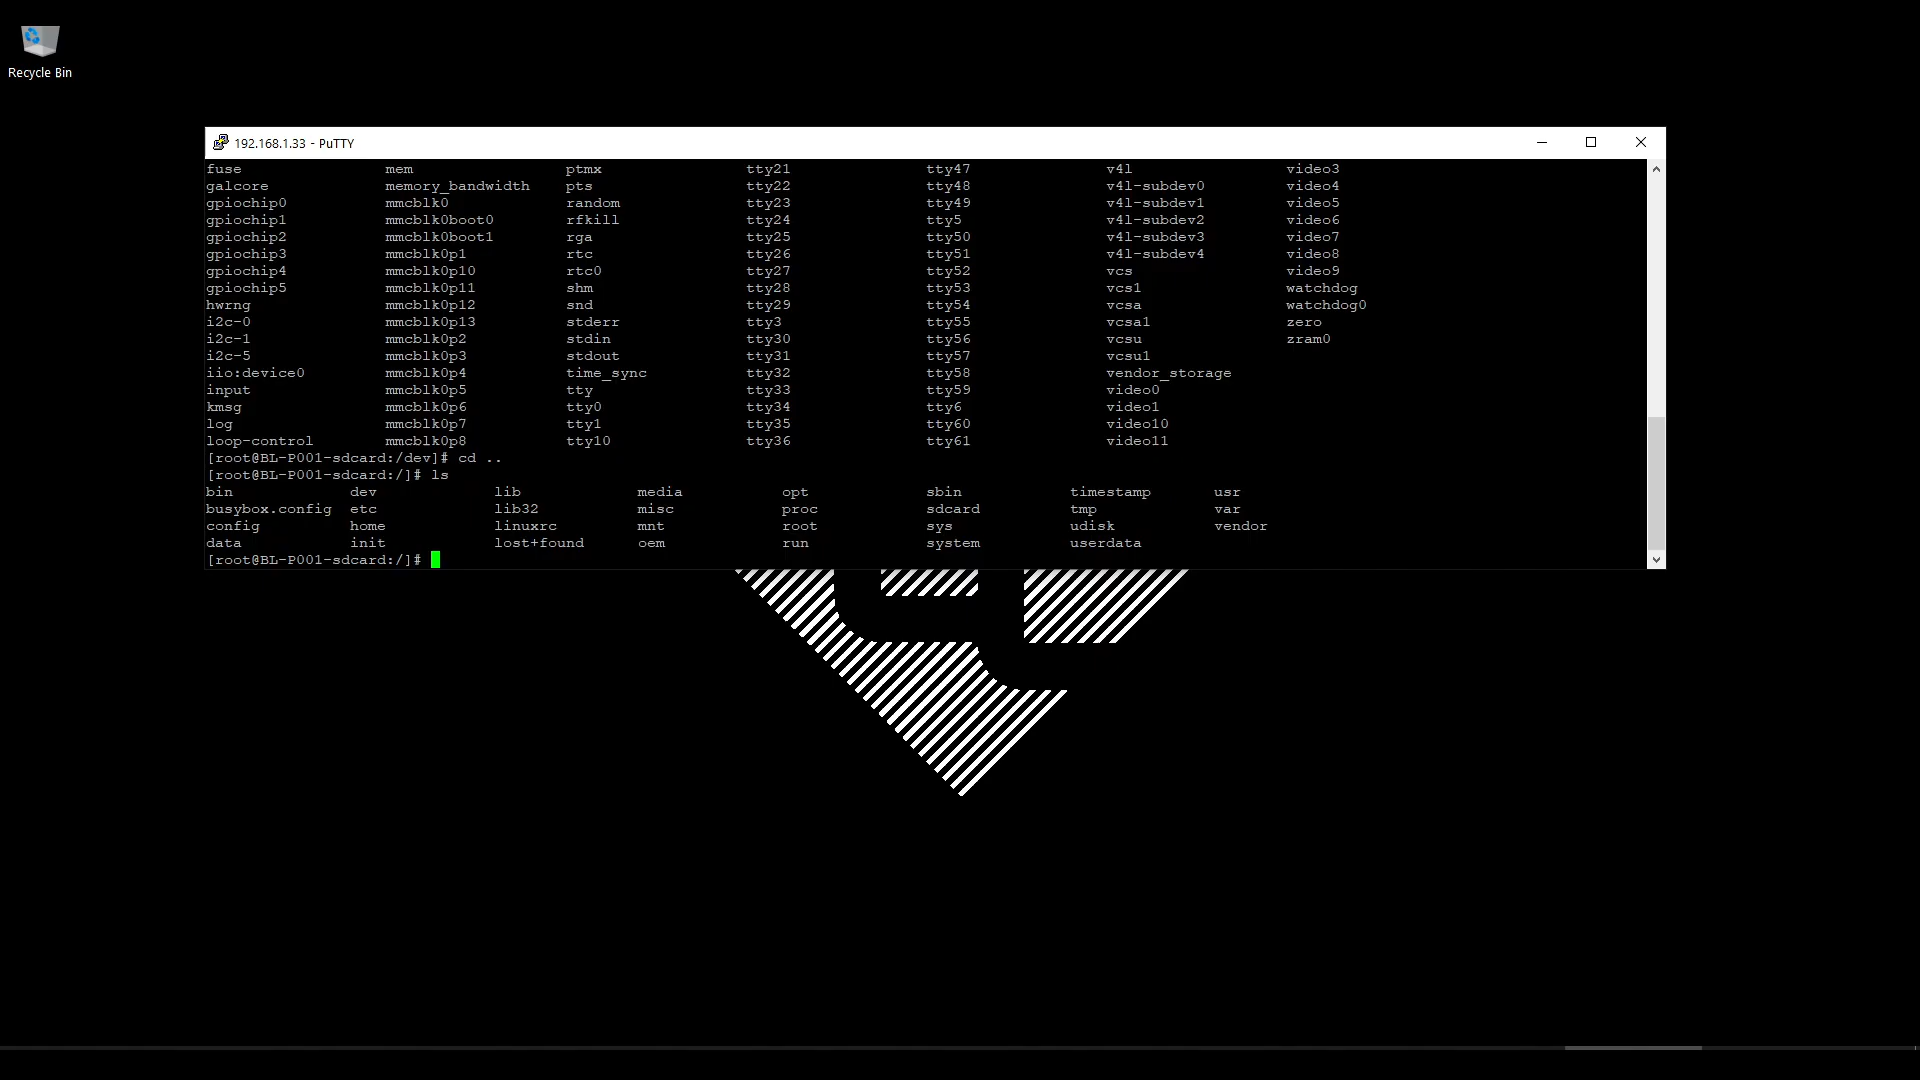 Recycle Bin
192.168.1.33 - PuTTY
fuse mem ptmx tty21 tty47 v4l video3
galcore memory_bandwidth pts tty22 tty48 v4l-subdev0 video4
gpiochip0 mmcblk0 random tty23 tty49 v4l-subdev1 video5
gpiochip1 mmcblk0boot0 rfkill tty24 tty5 v4l-subdev2 video6
gpiochip2 mmcblk0boot1 rga tty25 tty50 v4l-subdev3 video7
gpiochip3 mmcblk0p1 rtc tty26 tty51 v4l-subdev4 video8
gpiochip4 mmcblk0p10 rtc0 tty27 tty52 vcs video9
gpiochip5 mmcblk0p11 shm tty28 tty53 vcs1 watchdog
hwrng mmcblk0p12 snd tty29 tty54 vcsa watchdog0
i2c-0 mmcblk0p13 stderr tty3 tty55 vcsa1 zero
i2c-1 mmcblk0p2 stdin tty30 tty56 vcsu zram0
i2c-5 mmcblk0p3 stdout tty31 tty57 vcsu1
iio:device0 mmcblk0p4 time_sync tty32 tty58 vendor_storage
input mmcblk0p5 tty tty33 tty59 video0
kmsg mmcblk0p6 tty0 tty34 tty6 video1
log mmcblk0p7 tty1 tty35 tty60 video10
loop-control mmcblk0p8 tty10 tty36 tty61 video11
[root@BL-P001-sdcard:/dev]# cd ..
[root@BL-P001-sdcard:/]# ls
bin dev lib media opt sbin timestamp usr
busybox.config etc lib32 misc proc sdcard tmp var
config home linuxrc mnt root sys udisk vendor
data init lost+found oem run system userdata
[root@BL-P001-sdcard:/]#